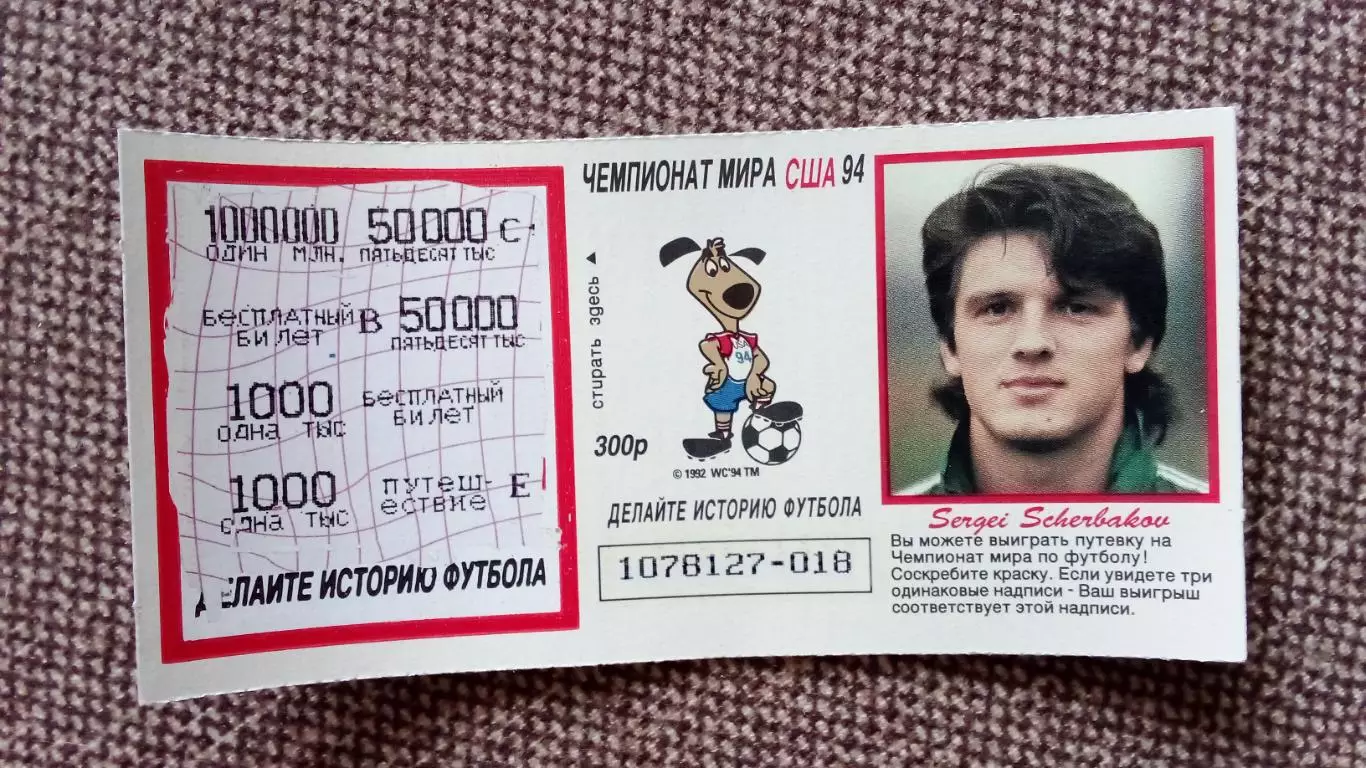 1000000 50000 С
ОДИН МЛН. ПЯТЬДЕСЯТ ТЫС
БЕСПЛАТНЫЙ В 50000
БИЛЕТ ПЯТЬДЕСЯТ ТЫС
1000 БЕСПЛАТНЫЙ
ОДНА ТЫС БИЛЕТ
1000 ПУТЕШ-
ОДНА ТЫС ЕСТВИЕ Е
ДЕЛАЙТЕ ИСТОРИЮ ФУТБОЛА
ЧЕМПИОНАТ МИРА США 94
стирать здесь ▲
USA
94
300р
© 1992 WC'94 TM
ДЕЛАЙТЕ ИСТОРИЮ ФУТБОЛА
1078127-018
Sergei Scherbakov
Вы можете выиграть путевку на
Чемпионат мира по футболу!
Соскребите краску. Если увидете три
одинаковые надписи - Ваш выигрыш
соответствует этой надписи.